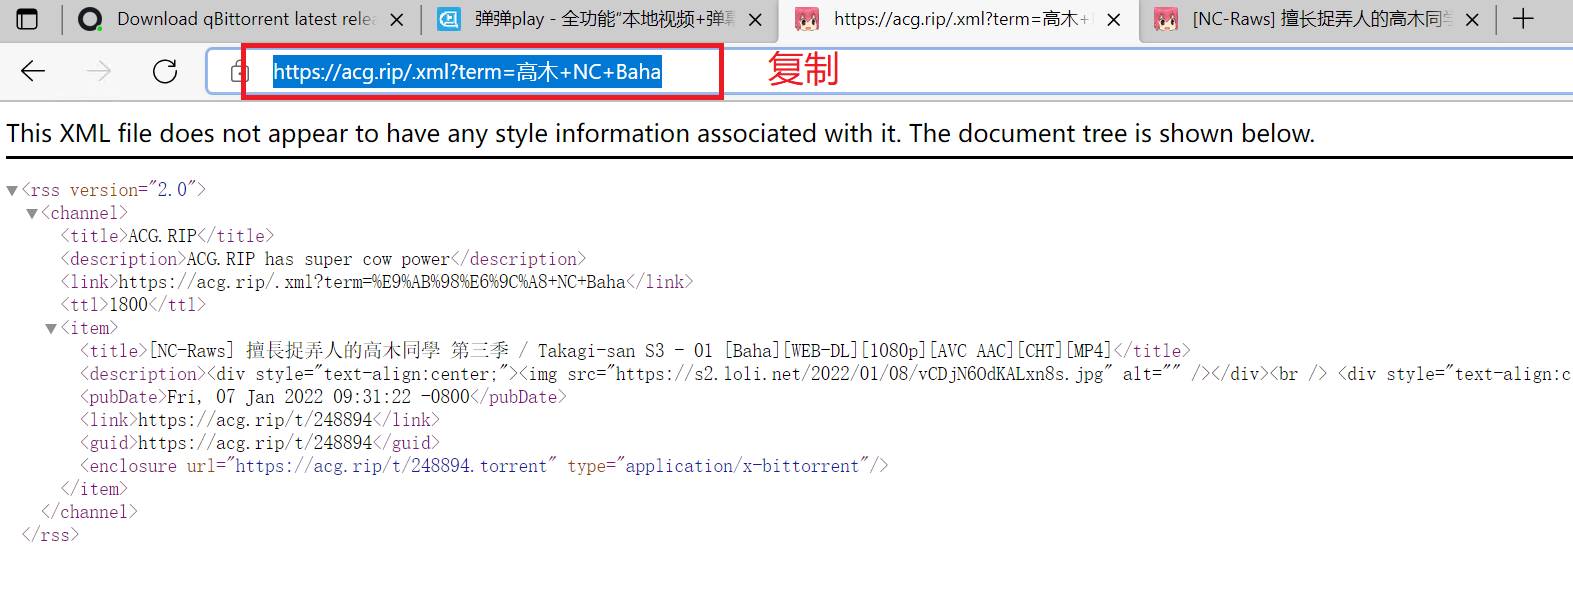 Download qBittorrent latest relea
弹弹play - 全功能“本地视频+弹幕
https://acg.rip/.xml?term=高木+
[NC-Raws] 擅长捉弄人的高木同学
https://acg.rip/.xml?term=高木+NC+Baha
复制
This XML file does not appear to have any style information associated with it. The document tree is shown below.
▼<rss version="2.0">
▼<channel>
<title>ACG.RIP</title>
<description>ACG.RIP has super cow power</description>
<link>https://acg.rip/.xml?term=%E9%AB%98%E6%9C%A8+NC+Baha</link>
<ttl>1800</ttl>
▼<item>
<title>[NC-Raws] 擅長捉弄人的高木同學 第三季 / Takagi-san S3 - 01 [Baha][WEB-DL][1080p][AVC AAC][CHT][MP4]</title>
<description><div style="text-align:center;"><img src="https://s2.loli.net/2022/01/08/vCDjN6OdKALxn8s.jpg" alt="" /></div><br /> <div style="text-align:c
<pubDate>Fri, 07 Jan 2022 09:31:22 -0800</pubDate>
<link>https://acg.rip/t/248894</link>
<guid>https://acg.rip/t/248894</guid>
<enclosure url="https://acg.rip/t/248894.torrent" type="application/x-bittorrent"/>
</item>
</channel>
</rss>